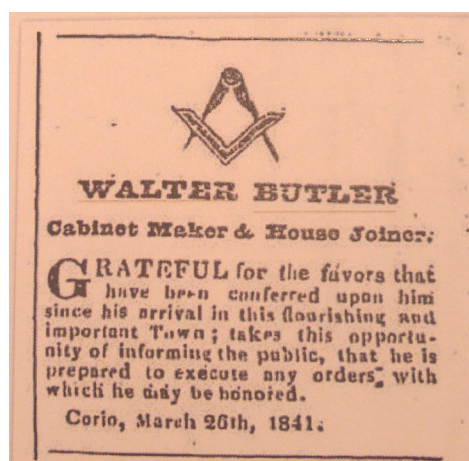 WALTER BUTLER
Cabinet Maker & House Joiner.
GRATEFUL for the favors that
have been conferred upon him
since his arrival in this flourishing and
important Town; takes this opportu-
nity of informing the public, that he is
prepared to execute any orders, with
which he may be honored.
Corio, March 26th, 1841.